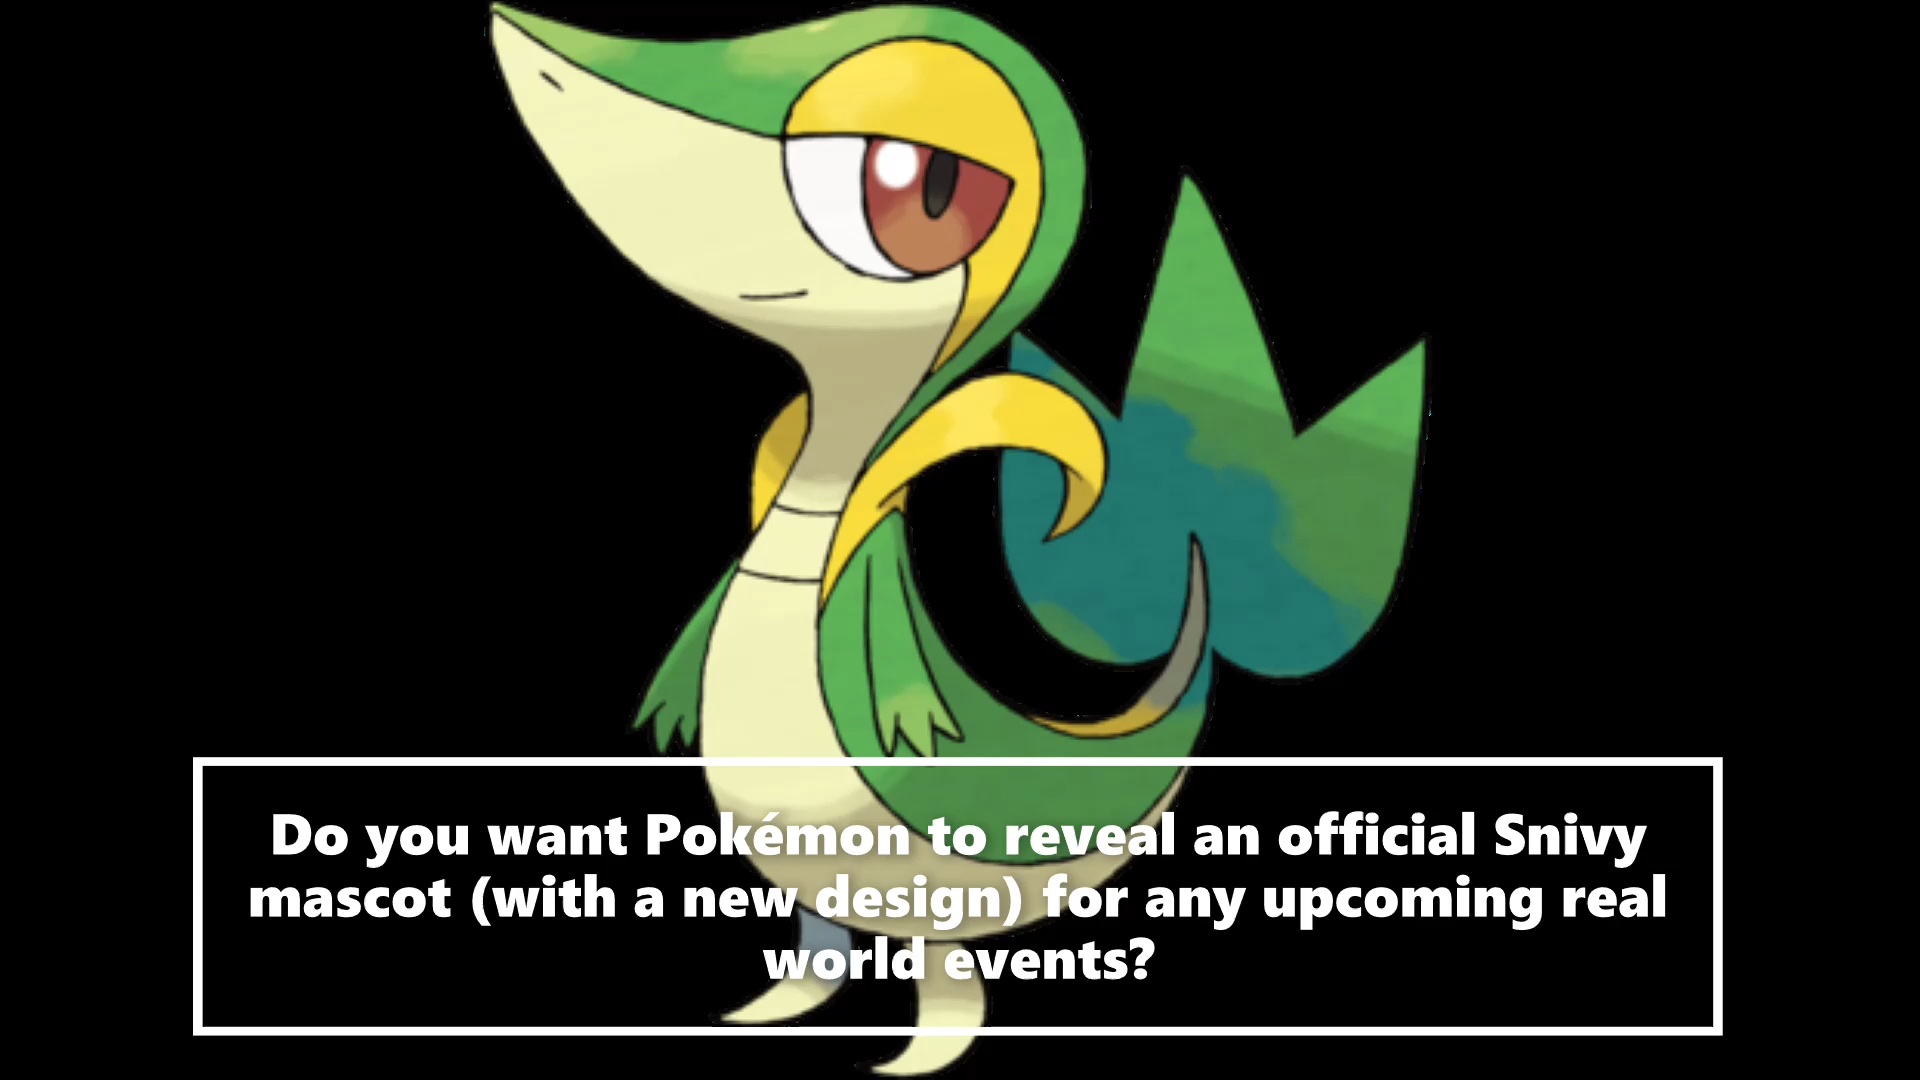 Do you want Pokémon to reveal an official Snivy
mascot (with a new design) for any upcoming real
world events?